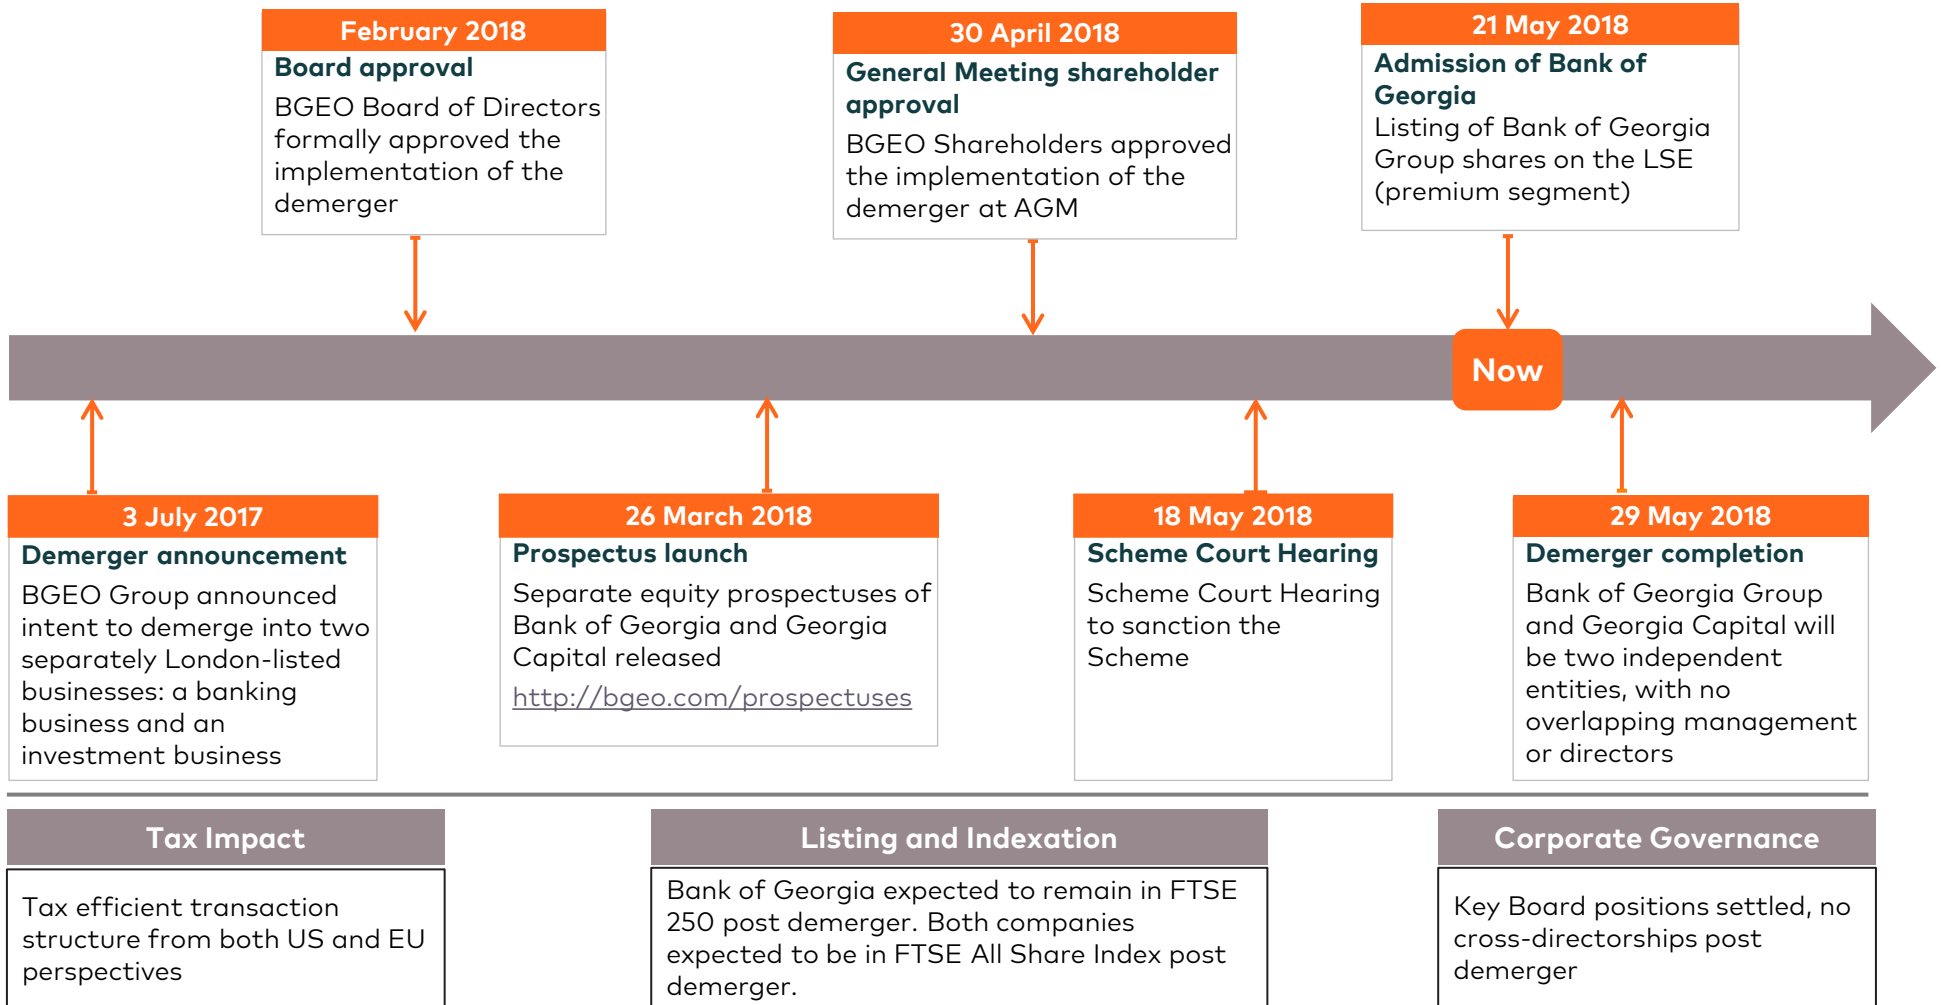 February 2018
Board approval
BGEO Board of Directors
formally approved the
implementation of the
demerger
30 April 2018
General Meeting shareholder
approval
BGEO Shareholders approved
the implementation of the
demerger at AGM
21 May 2018
Admission of Bank of
Georgia
Listing of Bank of Georgia
Group shares on the LSE
(premium segment)
Now
3 July 2017
Demerger announcement
BGEO Group announced
intent to demerge into two
separately London-listed
businesses: a banking
business and an
investment business
26 March 2018
Prospectus launch
Separate equity prospectuses of
Bank of Georgia and Georgia
Capital released
http://bgeo.com/prospectuses
18 May 2018
Scheme Court Hearing
Scheme Court Hearing
to sanction the
Scheme
29 May 2018
Demerger completion
Bank of Georgia Group
and Georgia Capital will
be two independent
entities, with no
overlapping management
or directors
Tax Impact
Tax efficient transaction
structure from both US and EU
perspectives
Listing and Indexation
Bank of Georgia expected to remain in FTSE
250 post demerger. Both companies
expected to be in FTSE All Share Index post
demerger.
Corporate Governance
Key Board positions settled, no
cross-directorships post
demerger